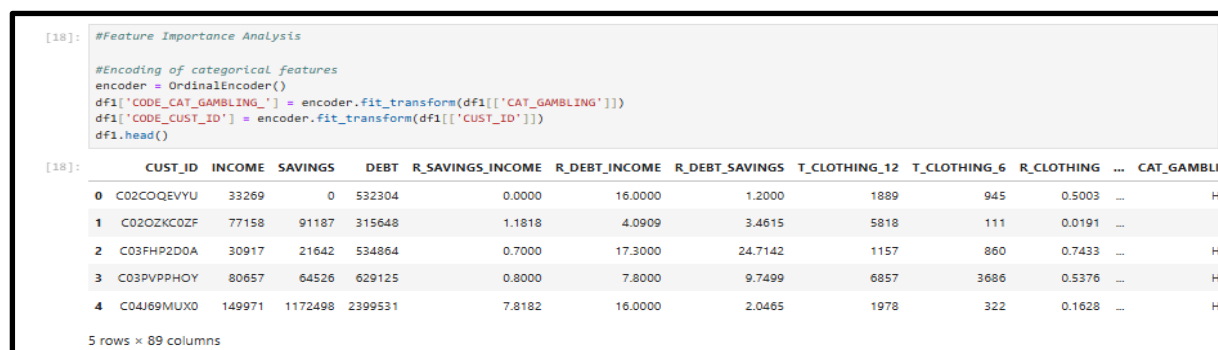 [18]: #Feature Importance Analysis
#Encoding of categorical features
encoder = OrdinalEncoder()
df1['CODE_CAT_GAMBLING_'] = encoder.fit_transform(df1[['CAT_GAMBLING']])
df1['CODE_CUST_ID'] = encoder.fit_transform(df1[['CUST_ID']])
df1.head()
[18]: CUST_ID INCOME SAVINGS DEBT R_SAVINGS_INCOME R_DEBT_INCOME R_DEBT_SAVINGS T_CLOTHING_12 T_CLOTHING_6 R_CLOTHING ... CAT_GAMBLI
0 C02COQEVYU 33269 0 532304 0.0000 16.0000 1.2000 1889 945 0.5003 ... H
1 C02OZKC0ZF 77158 91187 315648 1.1818 4.0909 3.4615 5818 111 0.0191 ...
2 C03FHP2D0A 30917 21642 534864 0.7000 17.3000 24.7142 1157 860 0.7433 ... H
3 C03PVPPHOY 80657 64526 629125 0.8000 7.8000 9.7499 6857 3686 0.5376 ... H
4 C04J69MUX0 149971 1172498 2399531 7.8182 16.0000 2.0465 1978 322 0.1628 ... H
5 rows × 89 columns